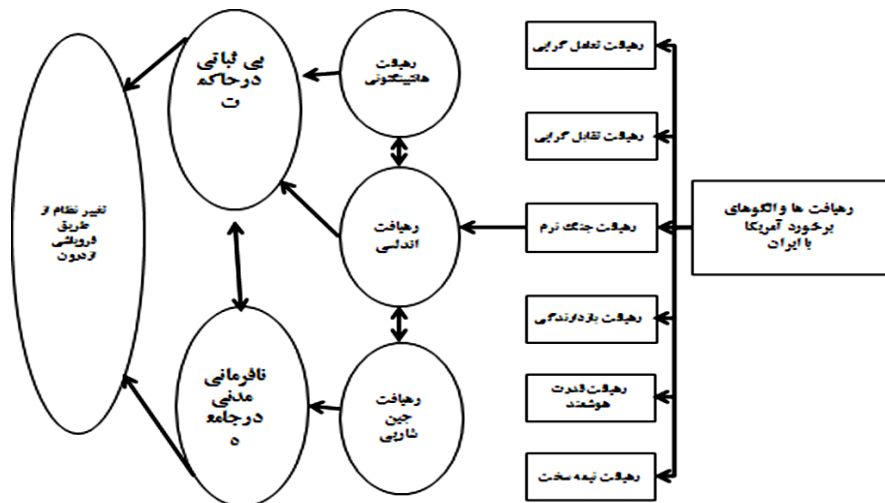 رهیافت ها و الگوهای
برخورد آمریکا
با ایران
رهیافت تعامل گرایی
رهیافت تقابل گرایی
رهیافت جنگ نرم
رهیافت بازدارندگی
رهیافت قدرت
هوشمند
رهیافت نیمه سخت
رهیافت
هانتینگتونی
رهیافت
اندلسی
رهیافت
جین
شارپی
بی ثباتی
درحاکم
ت
نافرمانی
مدنی
درجامع
ه
تغییر نظام از
طریق
فروپاشی
ازدرون